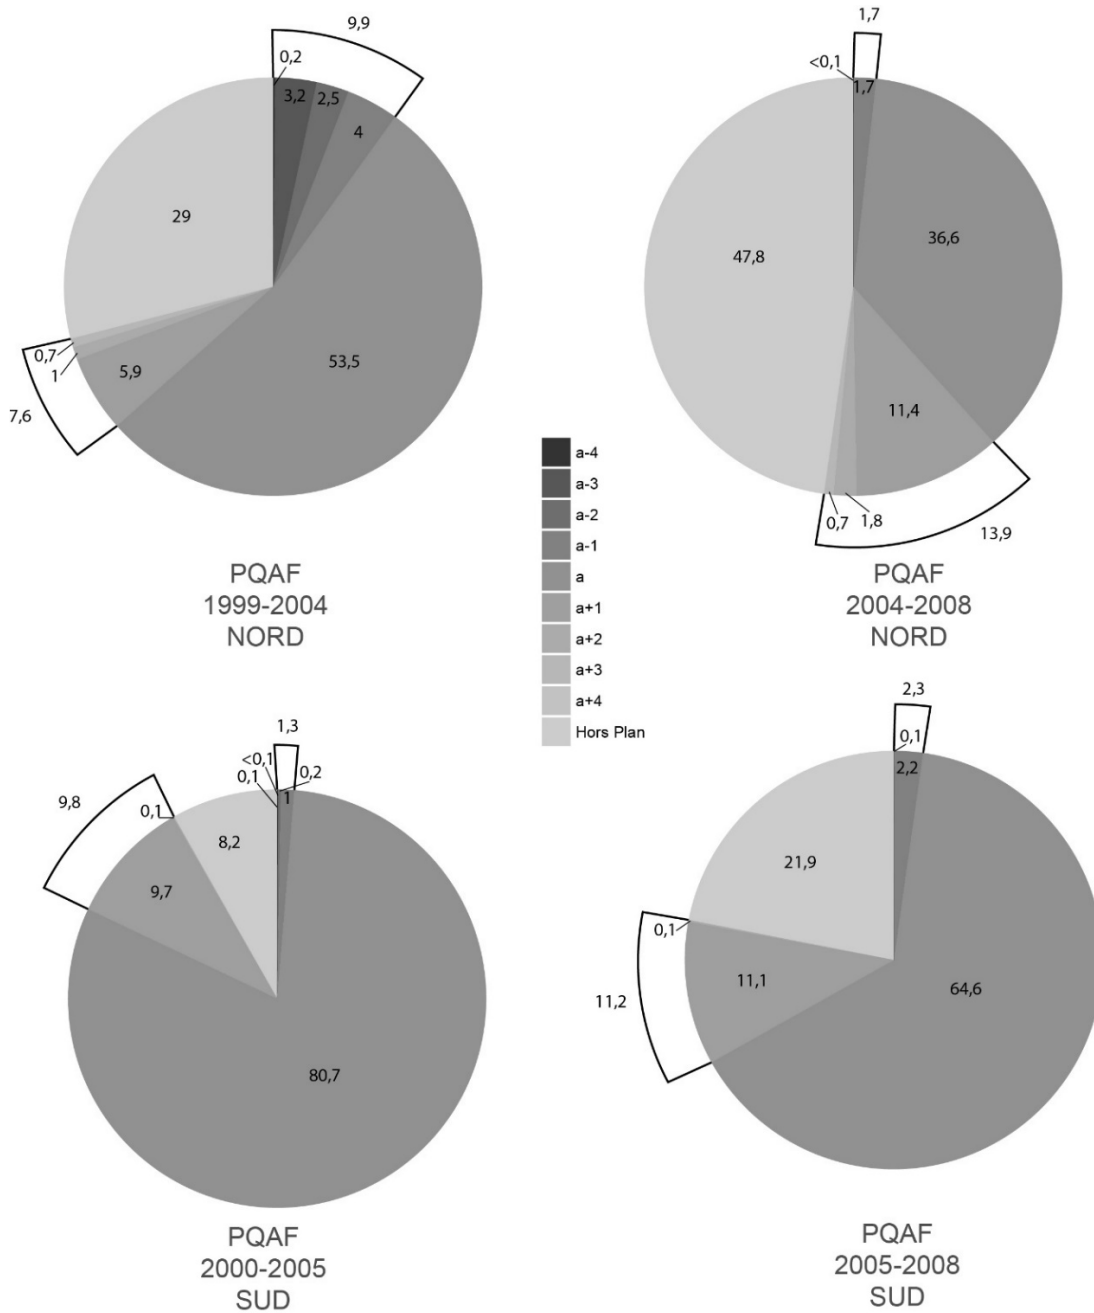 9,9
0,2
3,2
2,5
4
29
53,5
0,7
1
5,9
7,6
PQAF
1999-2004
NORD
1,7
<0,1
1,7
36,6
47,8
11,4
0,7
1,8
13,9
PQAF
2004-2008
NORD
a-4
a-3
a-2
a-1
a
a+1
a+2
a+3
a+4
Hors Plan
1,3
<0,1
0,1
0,2
1
9,8
0,1
8,2
9,7
80,7
PQAF
2000-2005
SUD
2,3
0,1
2,2
21,9
0,1
11,1
11,2
64,6
PQAF
2005-2008
SUD